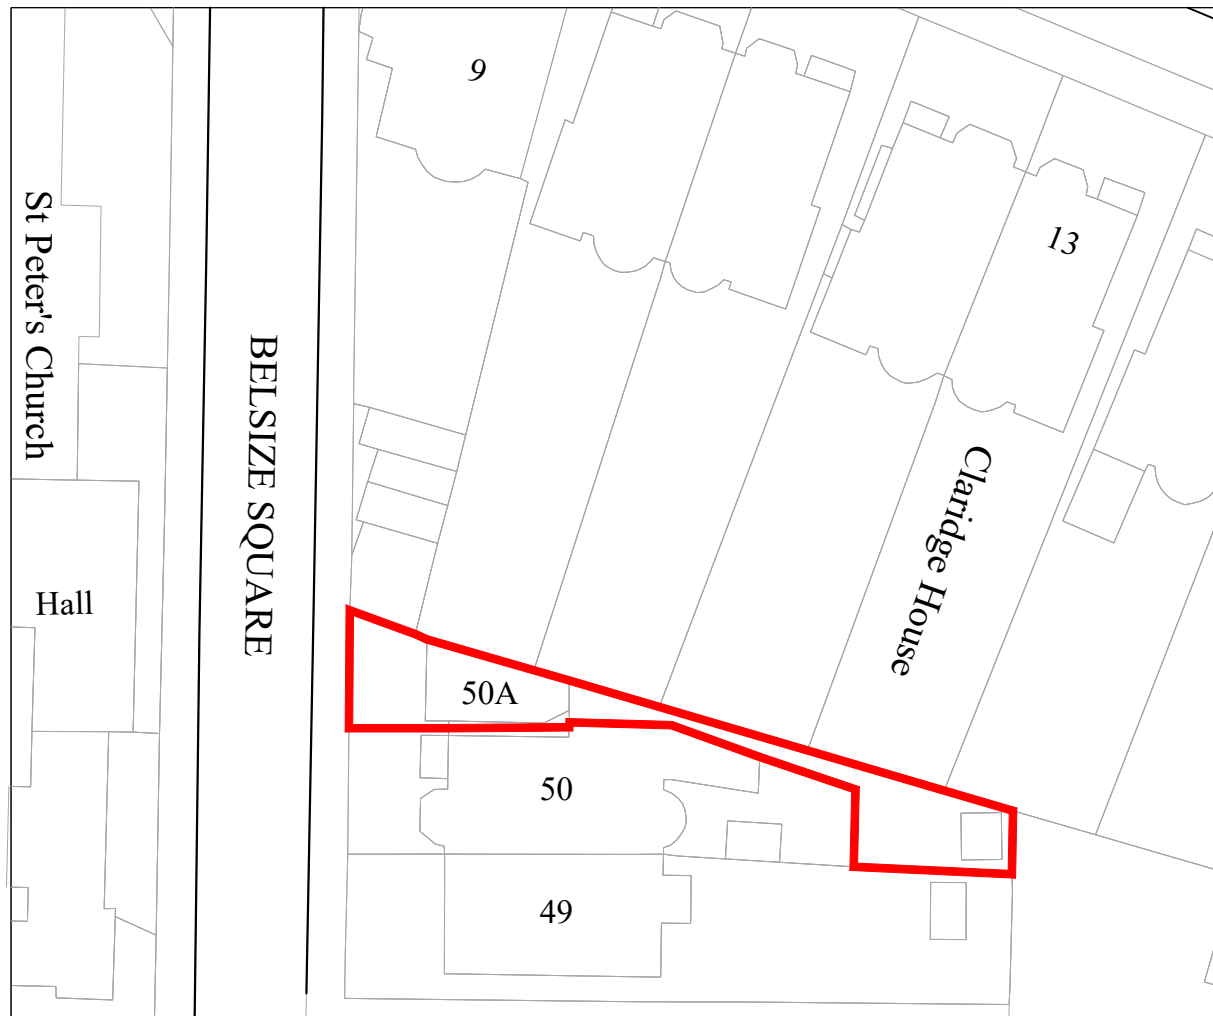 9
13
St Peter's Church
BELSIZE SQUARE
Claridge House
Hall
50A
50
49